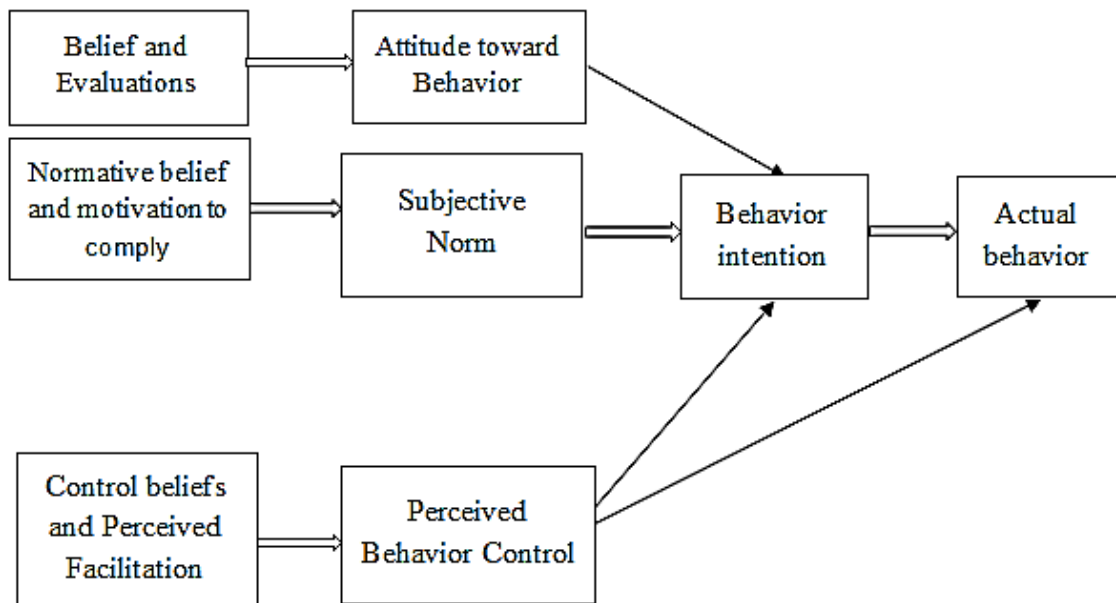 Belief and
Evaluations
Attitude toward
Behavior
Normative belief
and motivation to
comply
Subjective
Norm
Behavior
intention
Actual
behavior
Control beliefs
and Perceived
Facilitation
Perceived
Behavior Control